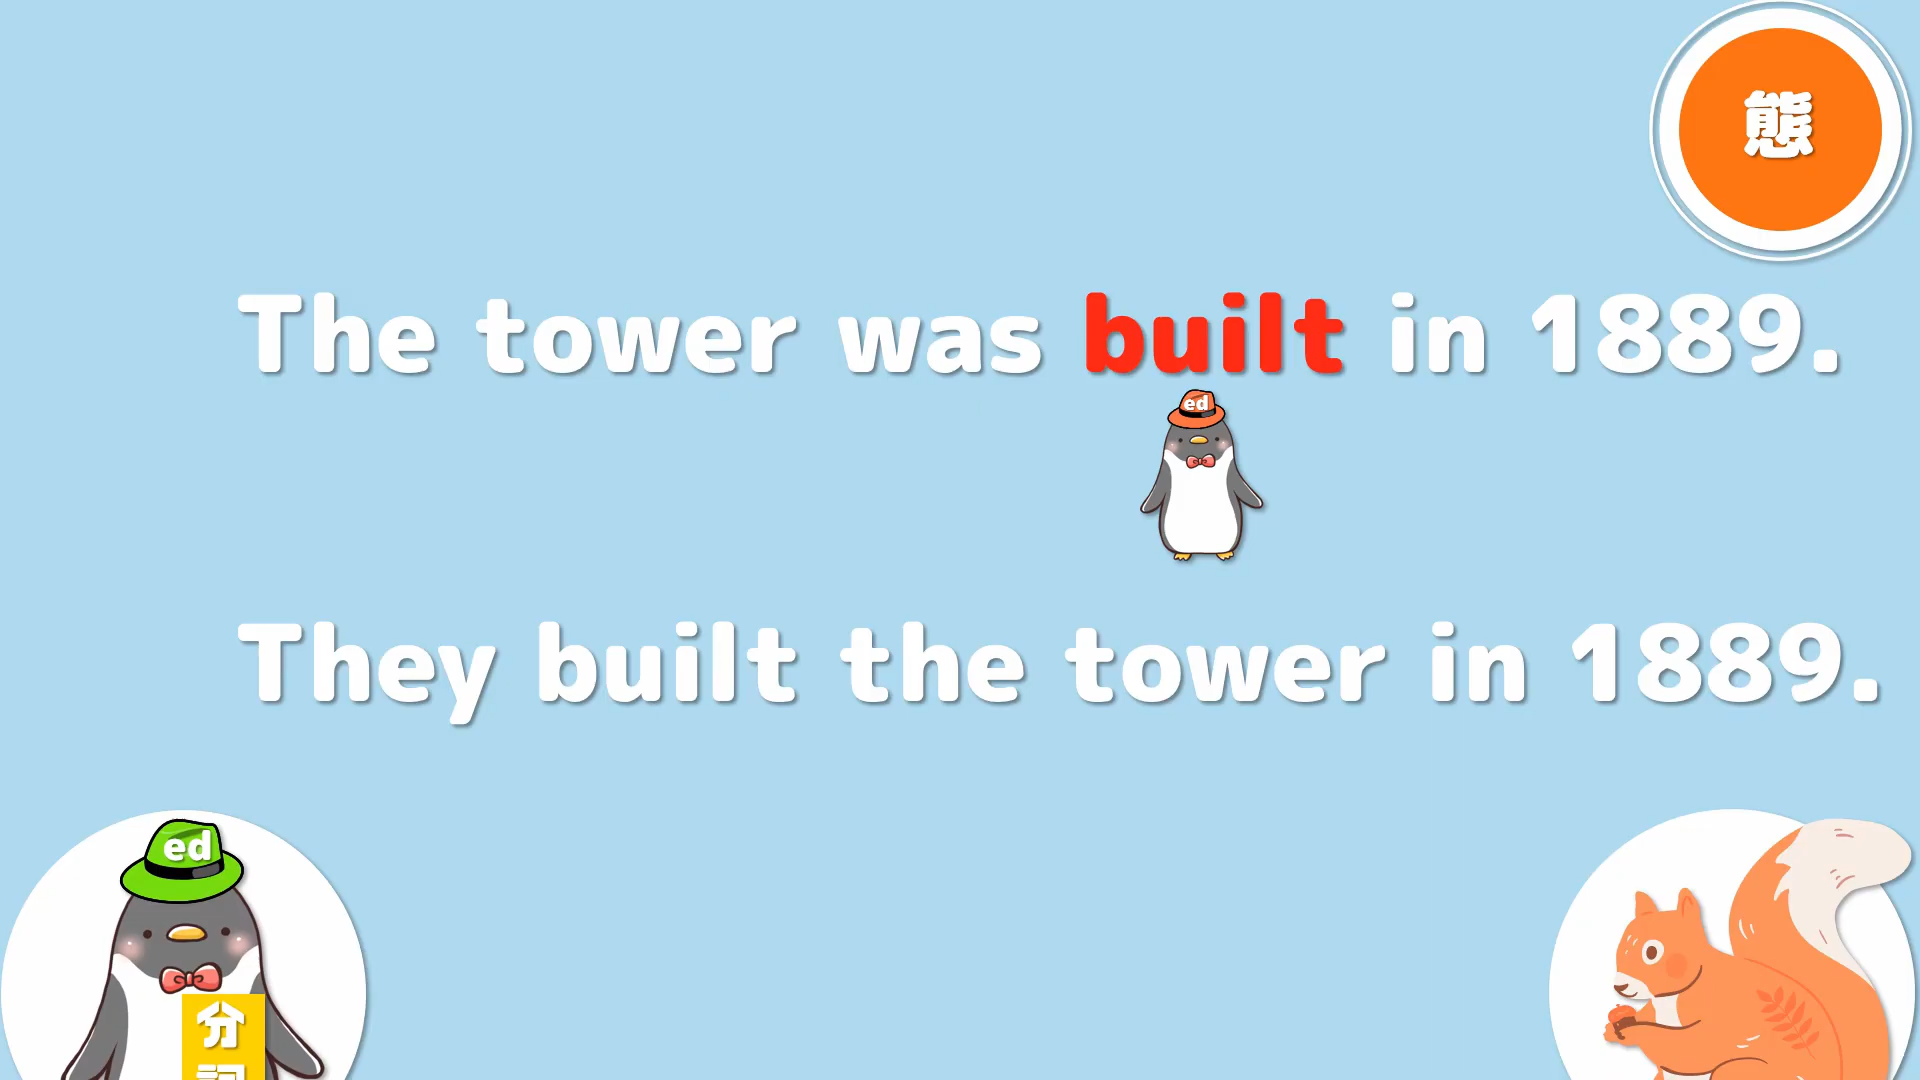 態
The tower was built in 1889.
ed
They built the tower in 1889.
ed
分